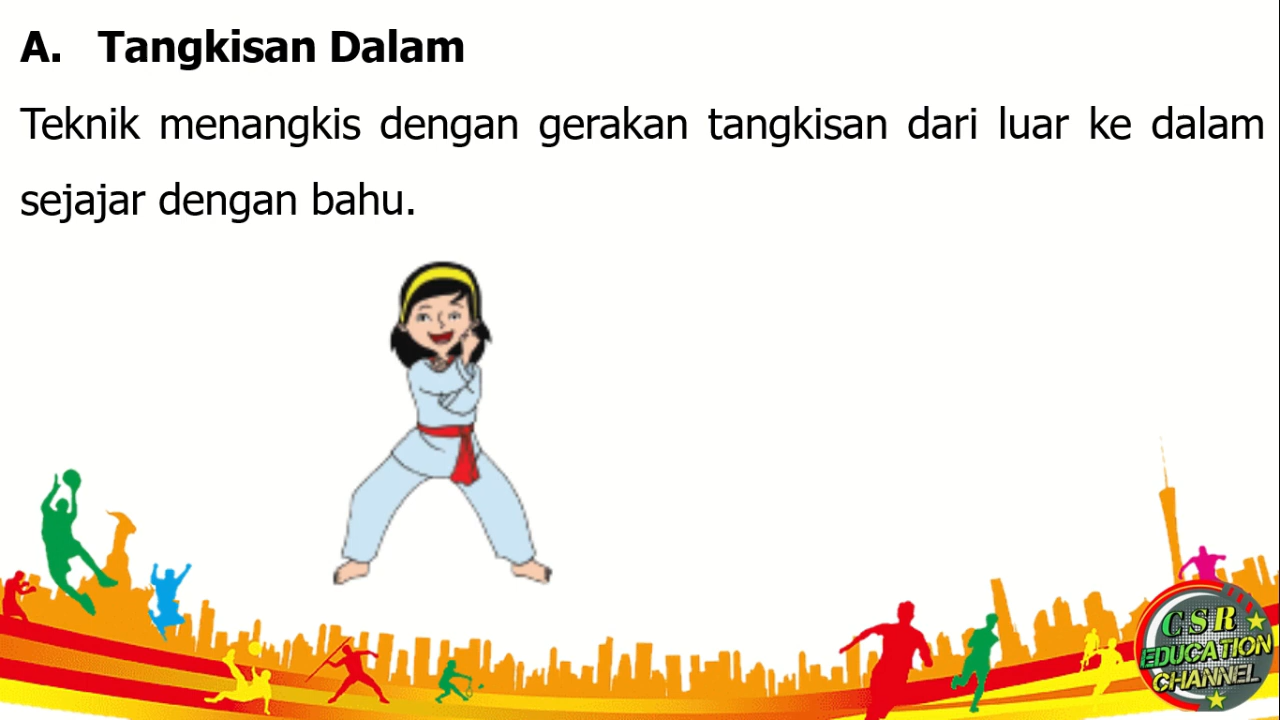 A. Tangkisan Dalam
Teknik menangkis dengan gerakan tangkisan dari luar ke dalam
sejajar dengan bahu.
CSR
EDUCATION
CHANNEL